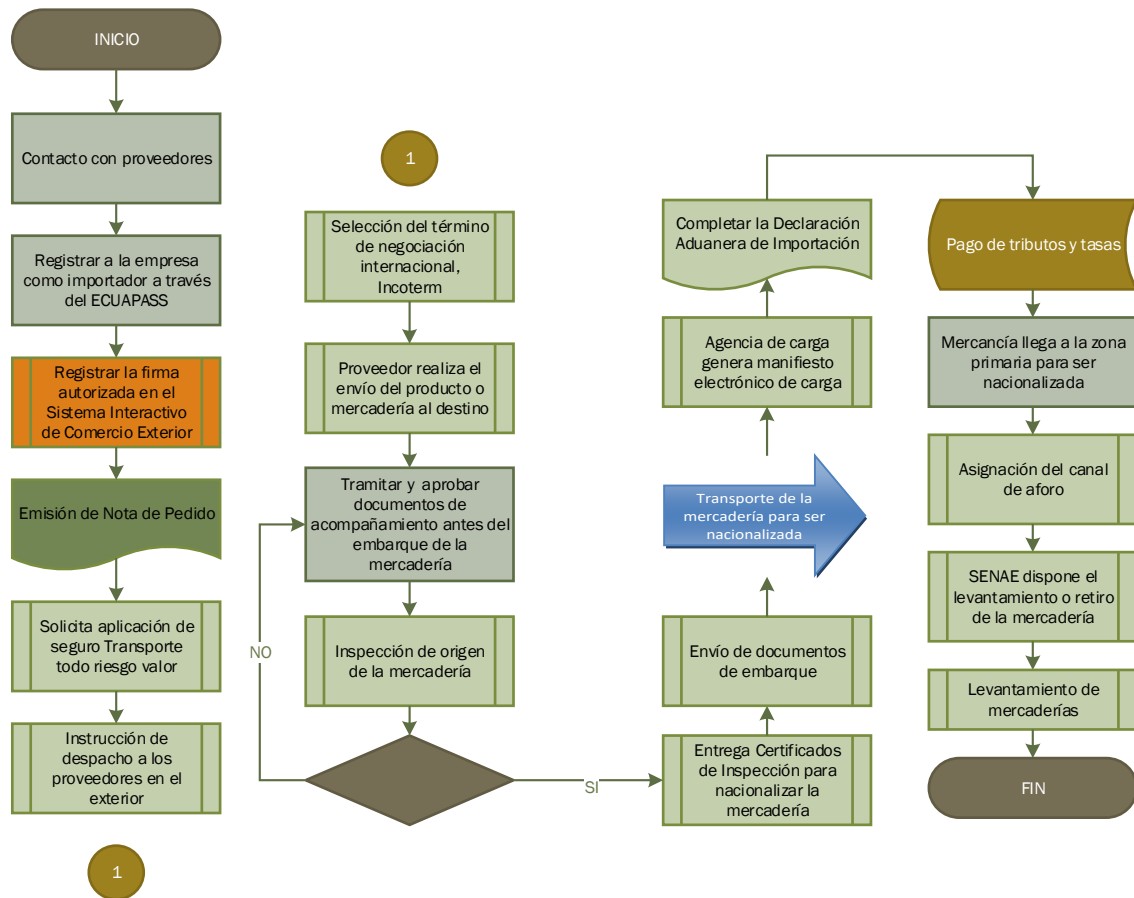 INICIO
Contacto con proveedores
Registrar a la empresa
como importador a través
del ECUAPASS
Registrar la firma
autorizada en el
Sistema Interactivo
de Comercio Exterior
Emisión de Nota de Pedido
Solicita aplicación de
seguro Transporte
todo riesgo valor
Instrucción de
despacho a los
proveedores en el
exterior
1
1
Selección del término
de negociación
internacional,
Incoterm
Proveedor realiza el
envío del producto o
mercadería al destino
Tramitar y aprobar
documentos de
acompañamiento antes del
embarque de la
mercadería
Inspección de origen
de la mercadería
NO
SI
Entrega Certificados
de Inspección para
nacionalizar la
mercadería
Envío de documentos
de embarque
Transporte de la
mercadería para ser
nacionalizada
Agencia de carga
genera manifiesto
electrónico de carga
Completar la Declaración
Aduanera de Importación
Pago de tributos y tasas
Mercancía llega a la zona
primaria para ser
nacionalizada
Asignación del canal
de aforo
SENAE dispone el
levantamiento o retiro
de la mercadería
Levantamiento de
mercaderías
FIN